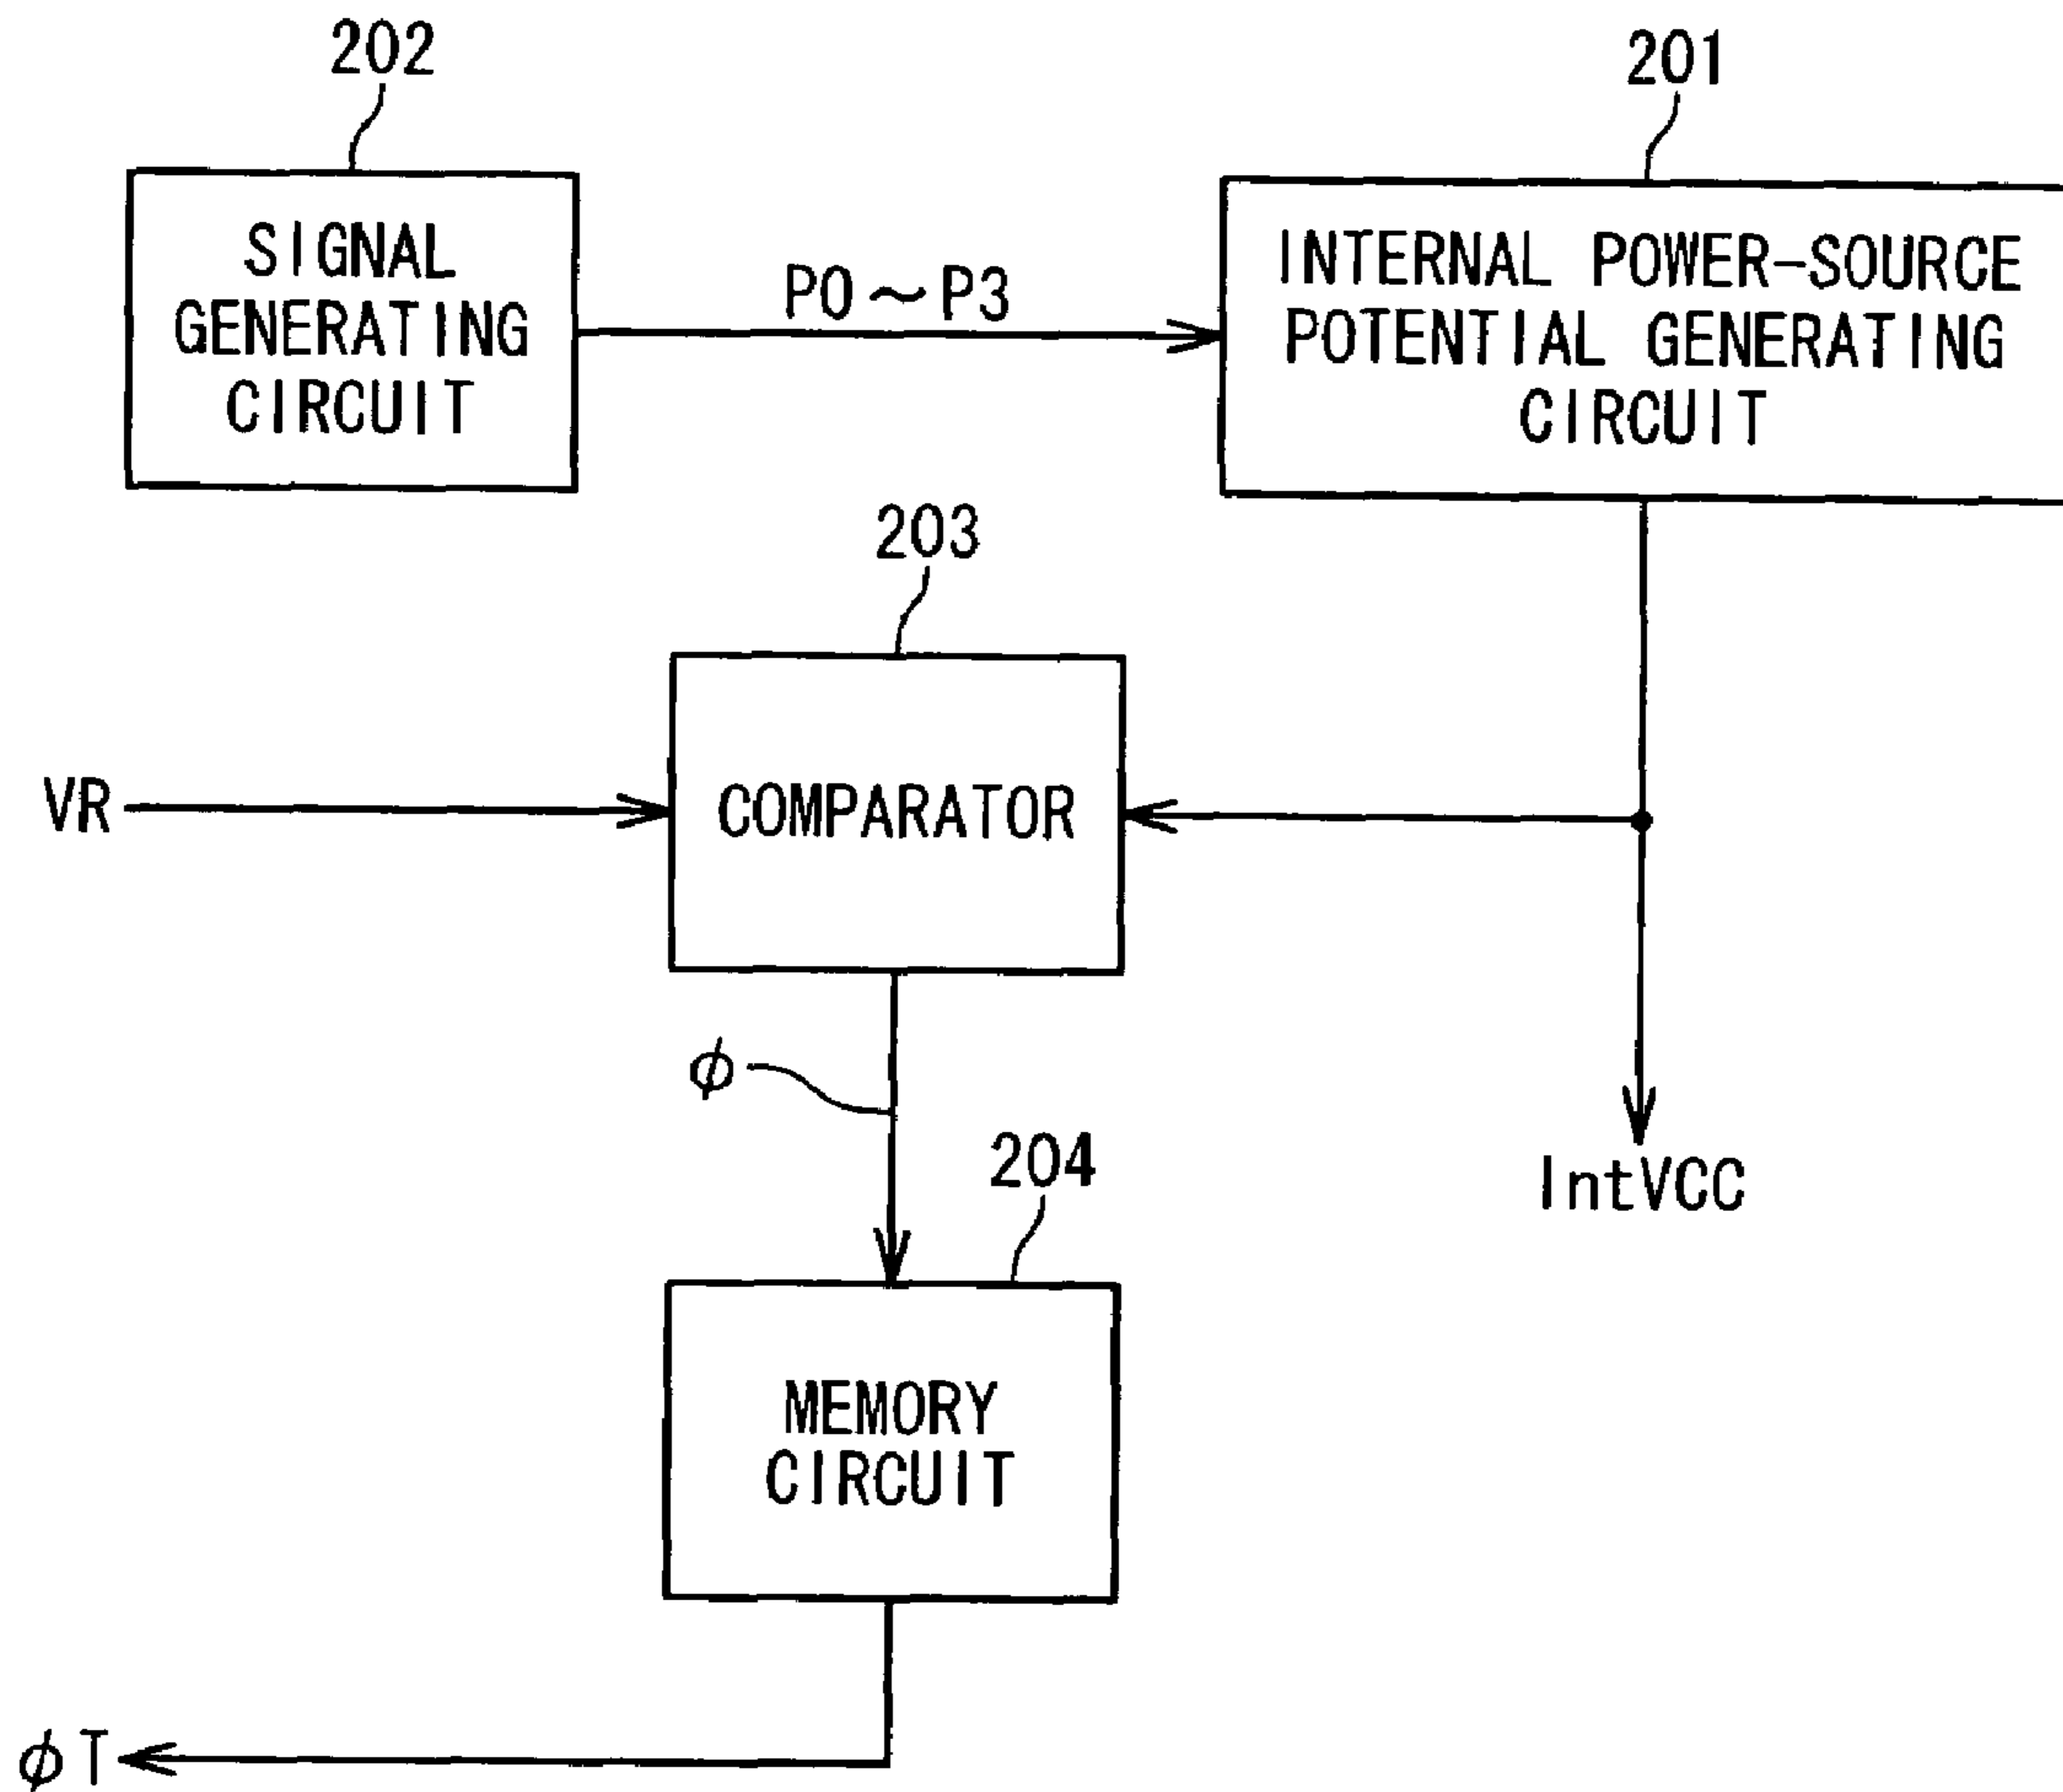 202
201
SIGNAL
GENERATING
CIRCUIT
P0～P3
INTERNAL POWER-SOURCE
POTENTIAL GENERATING
CIRCUIT
203
VR
COMPARATOR
ϕ
204
IntVCC
MEMORY
CIRCUIT
ϕT